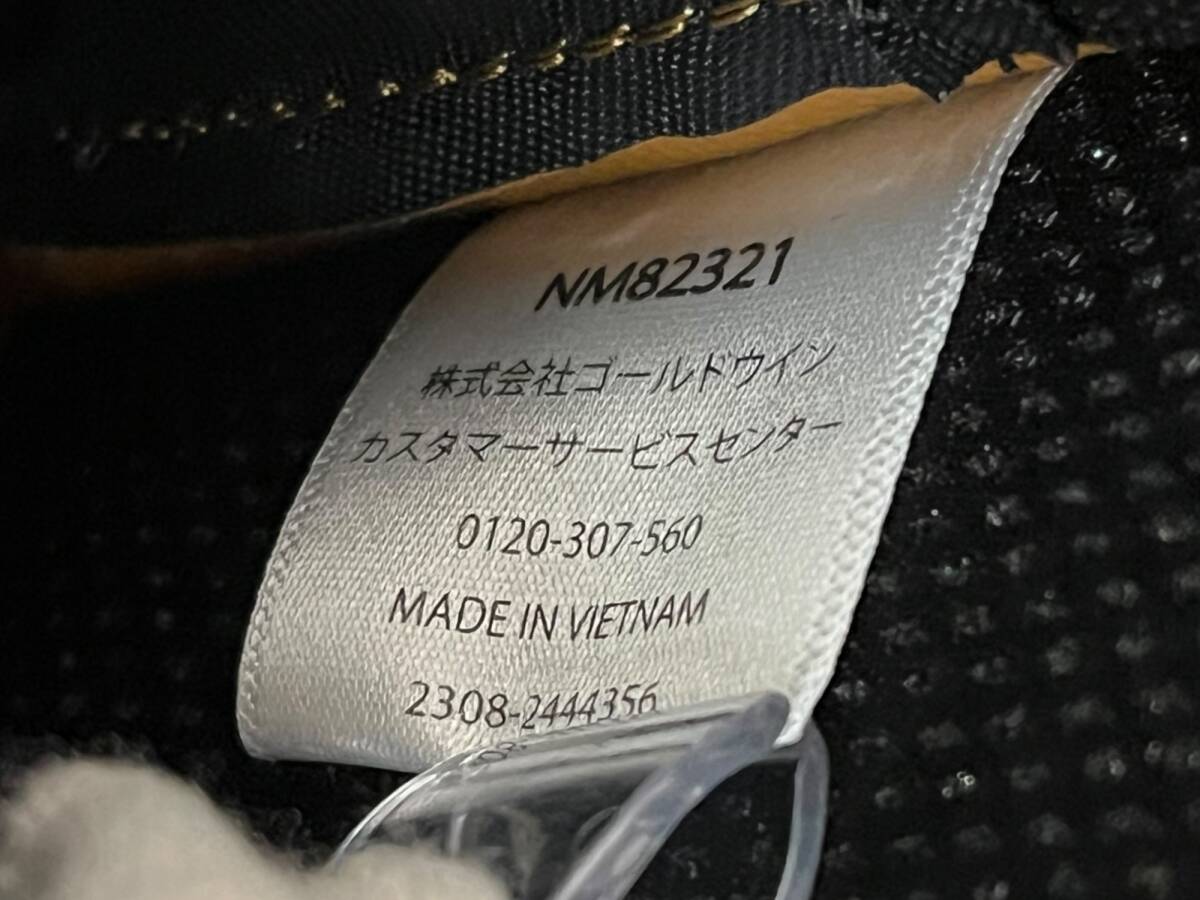 NM82321
株式会社ゴールドウイン
カスタマーサービスセンター
0120-307-560
MADE IN VIETNAM
2308-2444356